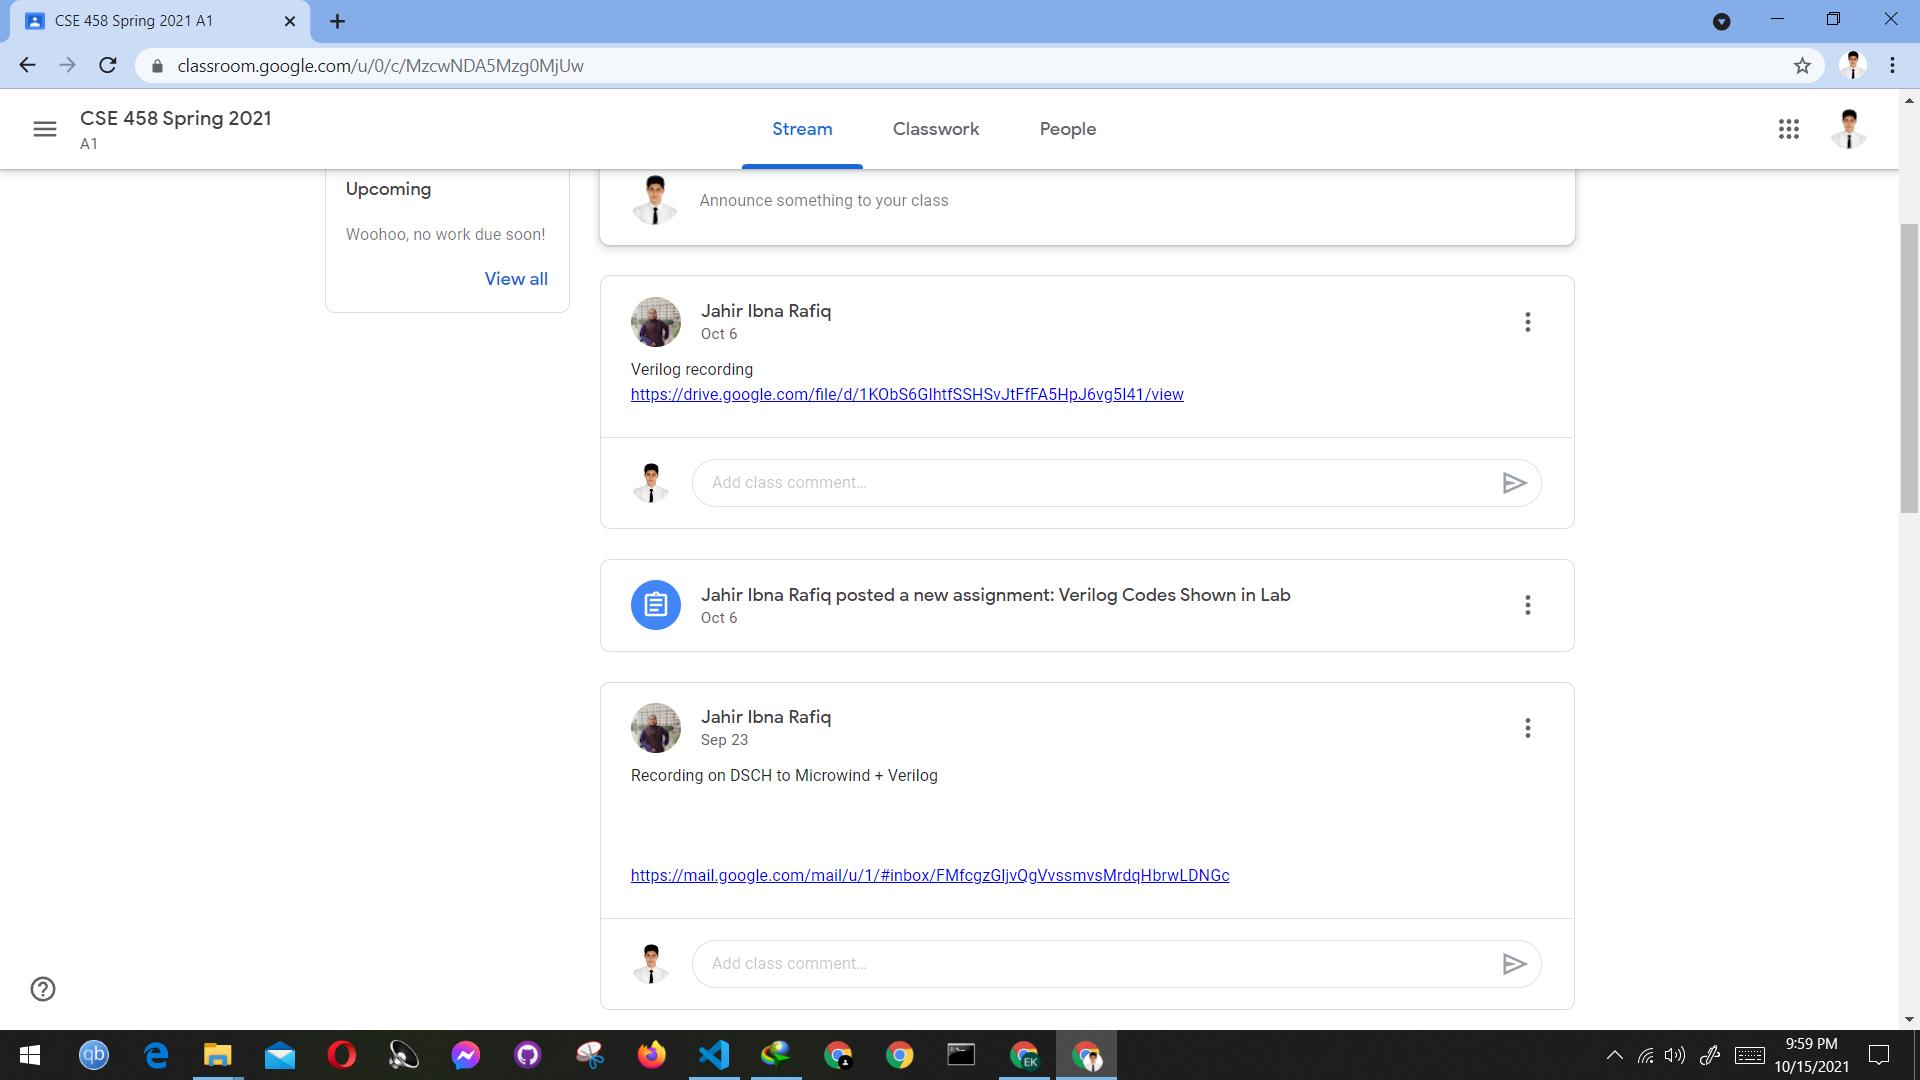 CSE 458 Spring 2021 A1
classroom.google.com/u/0/c/MzcwNDA5Mzg0MjUw
CSE 458 Spring 2021
A1
Stream
Classwork
People
Upcoming
Woohoo, no work due soon!
View all
Announce something to your class
Jahir Ibna Rafiq
Oct 6
Verilog recording
https://drive.google.com/file/d/1KObS6GIhtfSSHSvJtFfFA5HpJ6vg5I41/view
Add class comment…
Jahir Ibna Rafiq posted a new assignment: Verilog Codes Shown in Lab
Oct 6
Jahir Ibna Rafiq
Sep 23
Recording on DSCH to Microwind + Verilog
https://mail.google.com/mail/u/1/#inbox/FMfcgzGljvQgVvssmvsMrdqHbrwLDNGc
Add class comment…
qb
EK
9:59 PM
10/15/2021